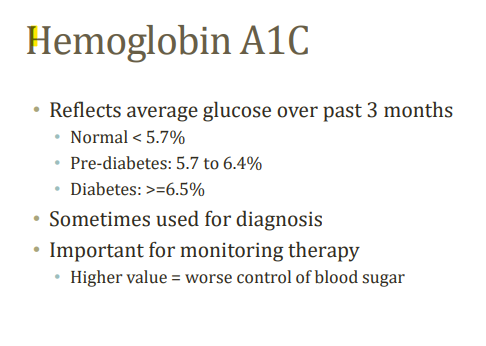 Hemoglobin A1C
• Reflects average glucose over past 3 months
• Normal < 5.7%
• Pre-diabetes: 5.7 to 6.4%
• Diabetes: >=6.5%
• Sometimes used for diagnosis
• Important for monitoring therapy
• Higher value = worse control of blood sugar